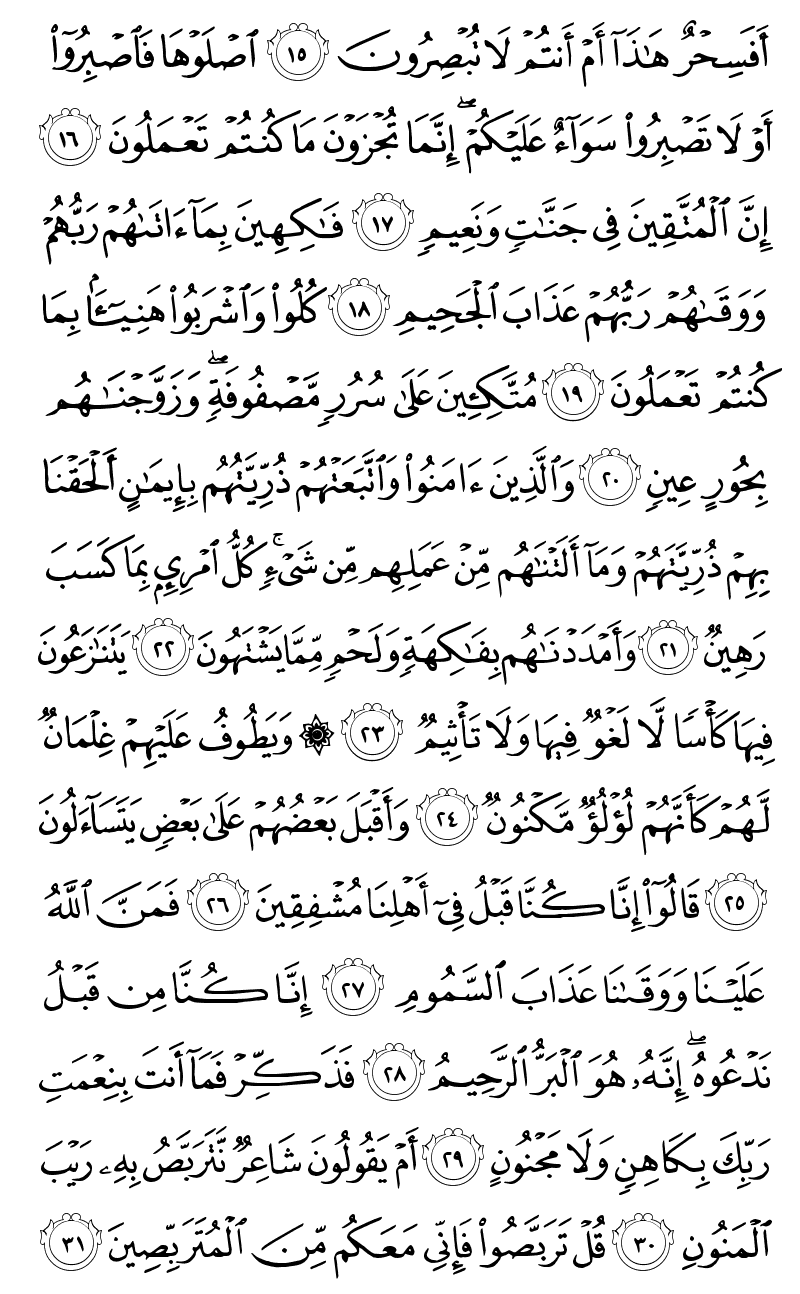 أَفَسِحْرٌ هَٰذَآ أَمْ أَنتُمْ لَا تُبْصِرُونَ ١٥ ٱصْلَوْهَا فَٱصْبِرُوٓا۟
أَوْ لَا تَصْبِرُوا۟ سَوَآءٌ عَلَيْكُمْ ۖ إِنَّمَا تُجْزَوْنَ مَا كُنتُمْ تَعْمَلُونَ ١٦
إِنَّ ٱلْمُتَّقِينَ فِى جَنَّٰتٍ وَنَعِيمٍ ١٧ فَٰكِهِينَ بِمَآ ءَاتَىٰهُمْ رَبُّهُمْ
وَوَقَىٰهُمْ رَبُّهُمْ عَذَابَ ٱلْجَحِيمِ ١٨ كُلُوا۟ وَٱشْرَبُوا۟ هَنِيٓـًٔۢا بِمَا
كُنتُمْ تَعْمَلُونَ ١٩ مُتَّكِـِٔينَ عَلَىٰ سُرُرٍ مَّصْفُوفَةٍ ۖ وَزَوَّجْنَٰهُم
بِحُورٍ عِينٍ ٢٠ وَٱلَّذِينَ ءَامَنُوا۟ وَٱتَّبَعَتْهُمْ ذُرِّيَّتُهُم بِإِيمَٰنٍ أَلْحَقْنَا
بِهِمْ ذُرِّيَّتَهُمْ وَمَآ أَلَتْنَٰهُم مِّنْ عَمَلِهِم مِّن شَىْءٍ ۚ كُلُّ ٱمْرِئٍۭ بِمَا كَسَبَ
رَهِينٌ ٢١ وَأَمْدَدْنَٰهُم بِفَٰكِهَةٍ وَلَحْمٍ مِّمَّا يَشْتَهُونَ ٢٢ يَتَنَٰزَعُونَ
فِيهَا كَأْسًا لَّا لَغْوٌ فِيهَا وَلَا تَأْثِيمٌ ٢٣ ۞ وَيَطُوفُ عَلَيْهِمْ غِلْمَانٌ
لَّهُمْ كَأَنَّهُمْ لُؤْلُؤٌ مَّكْنُونٌ ٢٤ وَأَقْبَلَ بَعْضُهُمْ عَلَىٰ بَعْضٍ يَتَسَآءَلُونَ
٢٥ قَالُوٓا۟ إِنَّا كُنَّا قَبْلُ فِىٓ أَهْلِنَا مُشْفِقِينَ ٢٦ فَمَنَّ ٱللَّهُ
عَلَيْنَا وَوَقَىٰنَا عَذَابَ ٱلسَّمُومِ ٢٧ إِنَّا كُنَّا مِن قَبْلُ
نَدْعُوهُ ۖ إِنَّهُۥ هُوَ ٱلْبَرُّ ٱلرَّحِيمُ ٢٨ فَذَكِّرْ فَمَآ أَنتَ بِنِعْمَتِ
رَبِّكَ بِكَاهِنٍ وَلَا مَجْنُونٍ ٢٩ أَمْ يَقُولُونَ شَاعِرٌ نَّتَرَبَّصُ بِهِۦ رَيْبَ
ٱلْمَنُونِ ٣٠ قُلْ تَرَبَّصُوا۟ فَإِنِّى مَعَكُم مِّنَ ٱلْمُتَرَبِّصِينَ ٣١